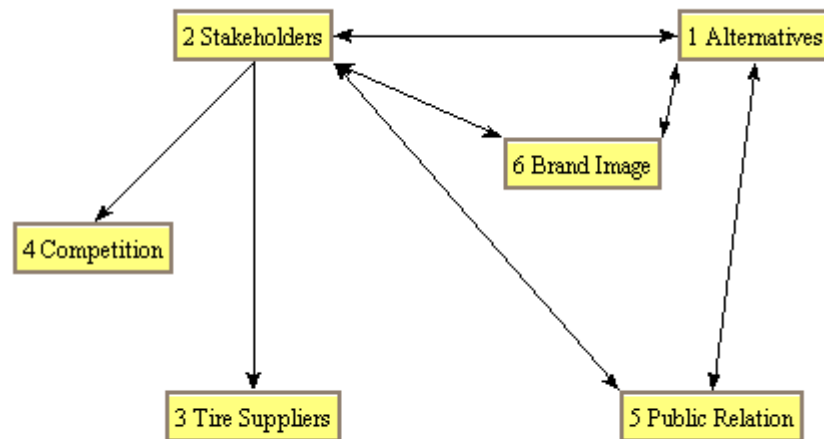 2 Stakeholders
1 Alternatives
6 Brand Image
4 Competition
3 Tire Suppliers
5 Public Relation